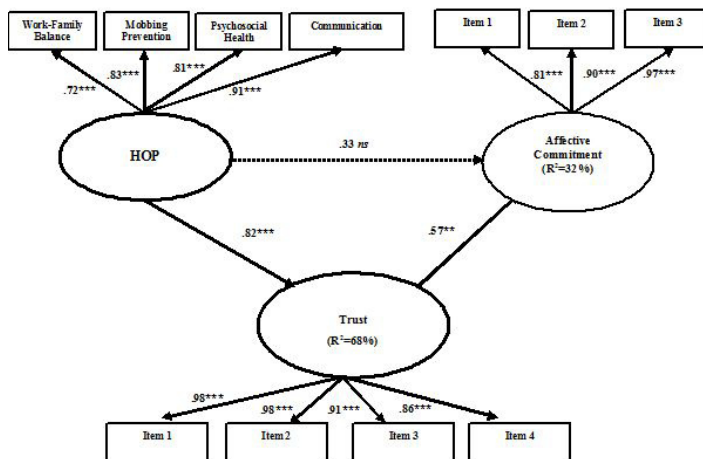 Work-Family
Balance
Mobbing
Prevention
Psychosocial
Health
Communication
Item 1
Item 2
Item 3
.72***
.83***
.81***
.91***
.81***
.90***
.97***
HOP
.33 ns
Affective
Commitment
(R²=32%)
.82***
.57**
Trust
(R²=68%)
.98***
.98***
.91***
.86***
Item 1
Item 2
Item 3
Item 4